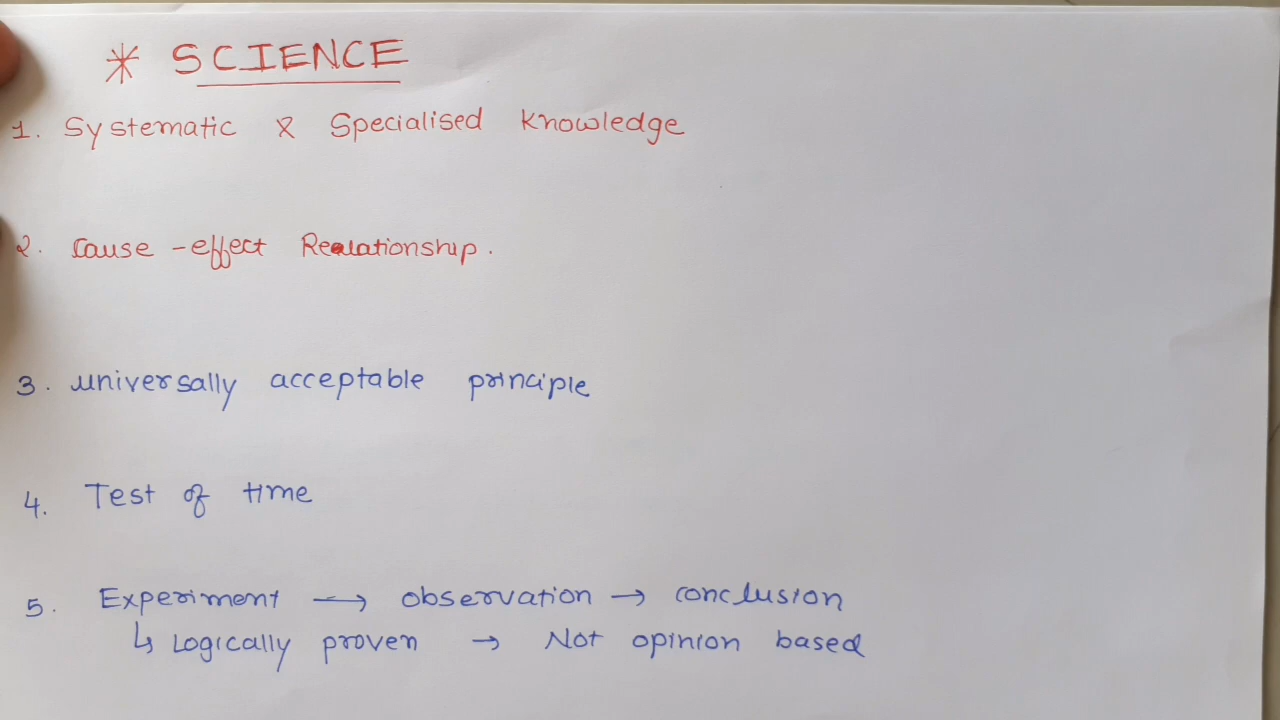 * SCIENCE
1. Systematic & Specialised Knowledge
2. Cause - effect Realationship.
3. universally acceptable principle
4. Test of time
5. Experiment → observation → conclusion
↳ Logically proven → Not opinion based